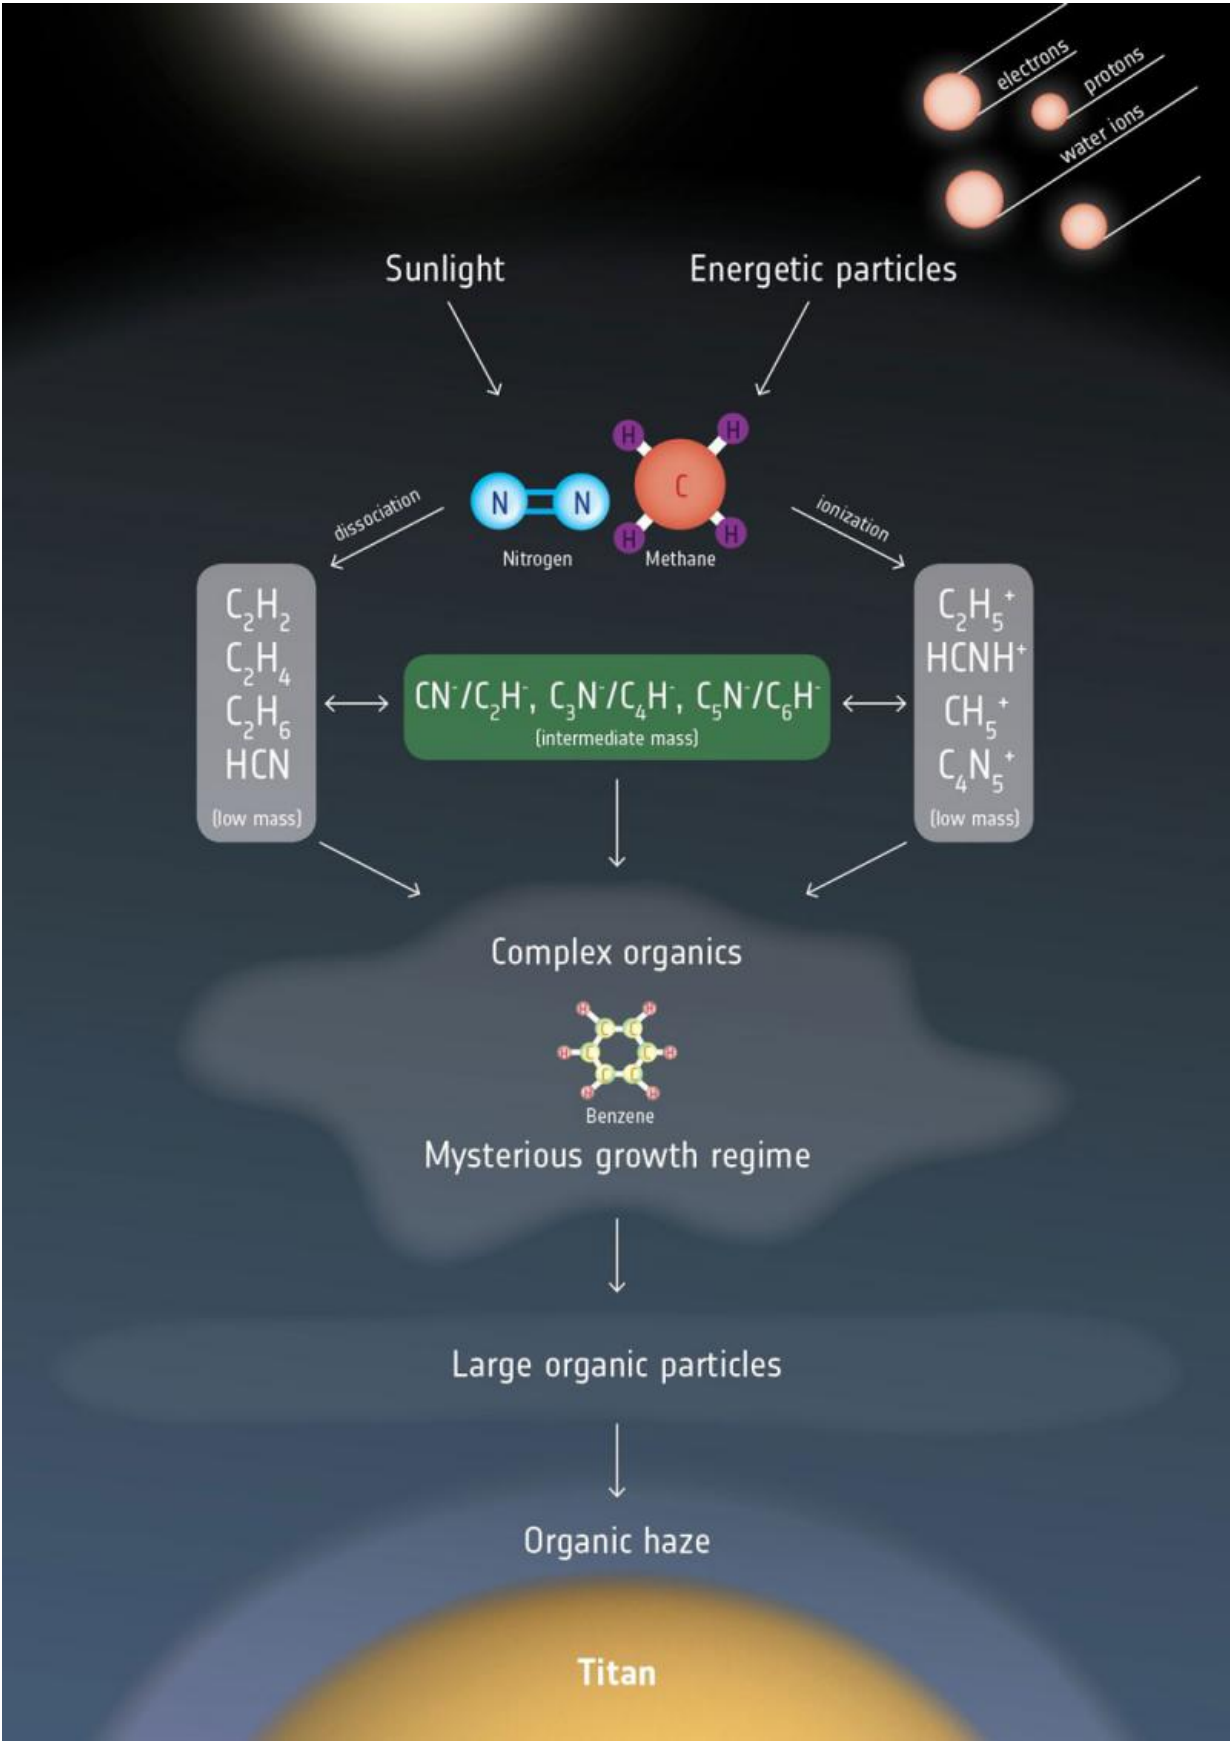 electrons
protons
water ions
Sunlight
Energetic particles
H
H
C
N
N
H
H
dissociation
ionization
Nitrogen
Methane
C₂H₂
C₂H₄
C₂H₆
HCN
(low mass)
CN⁻/C₂H⁻, C₃N⁻/C₄H⁻, C₅N⁻/C₆H⁻
(intermediate mass)
C₂H₅⁺
HCNH⁺
CH₅⁺
C₄N₅⁺
(low mass)
Complex organics
H
H
C
C
H
C
C
H
C
C
H
H
Benzene
Mysterious growth regime
Large organic particles
Organic haze
Titan